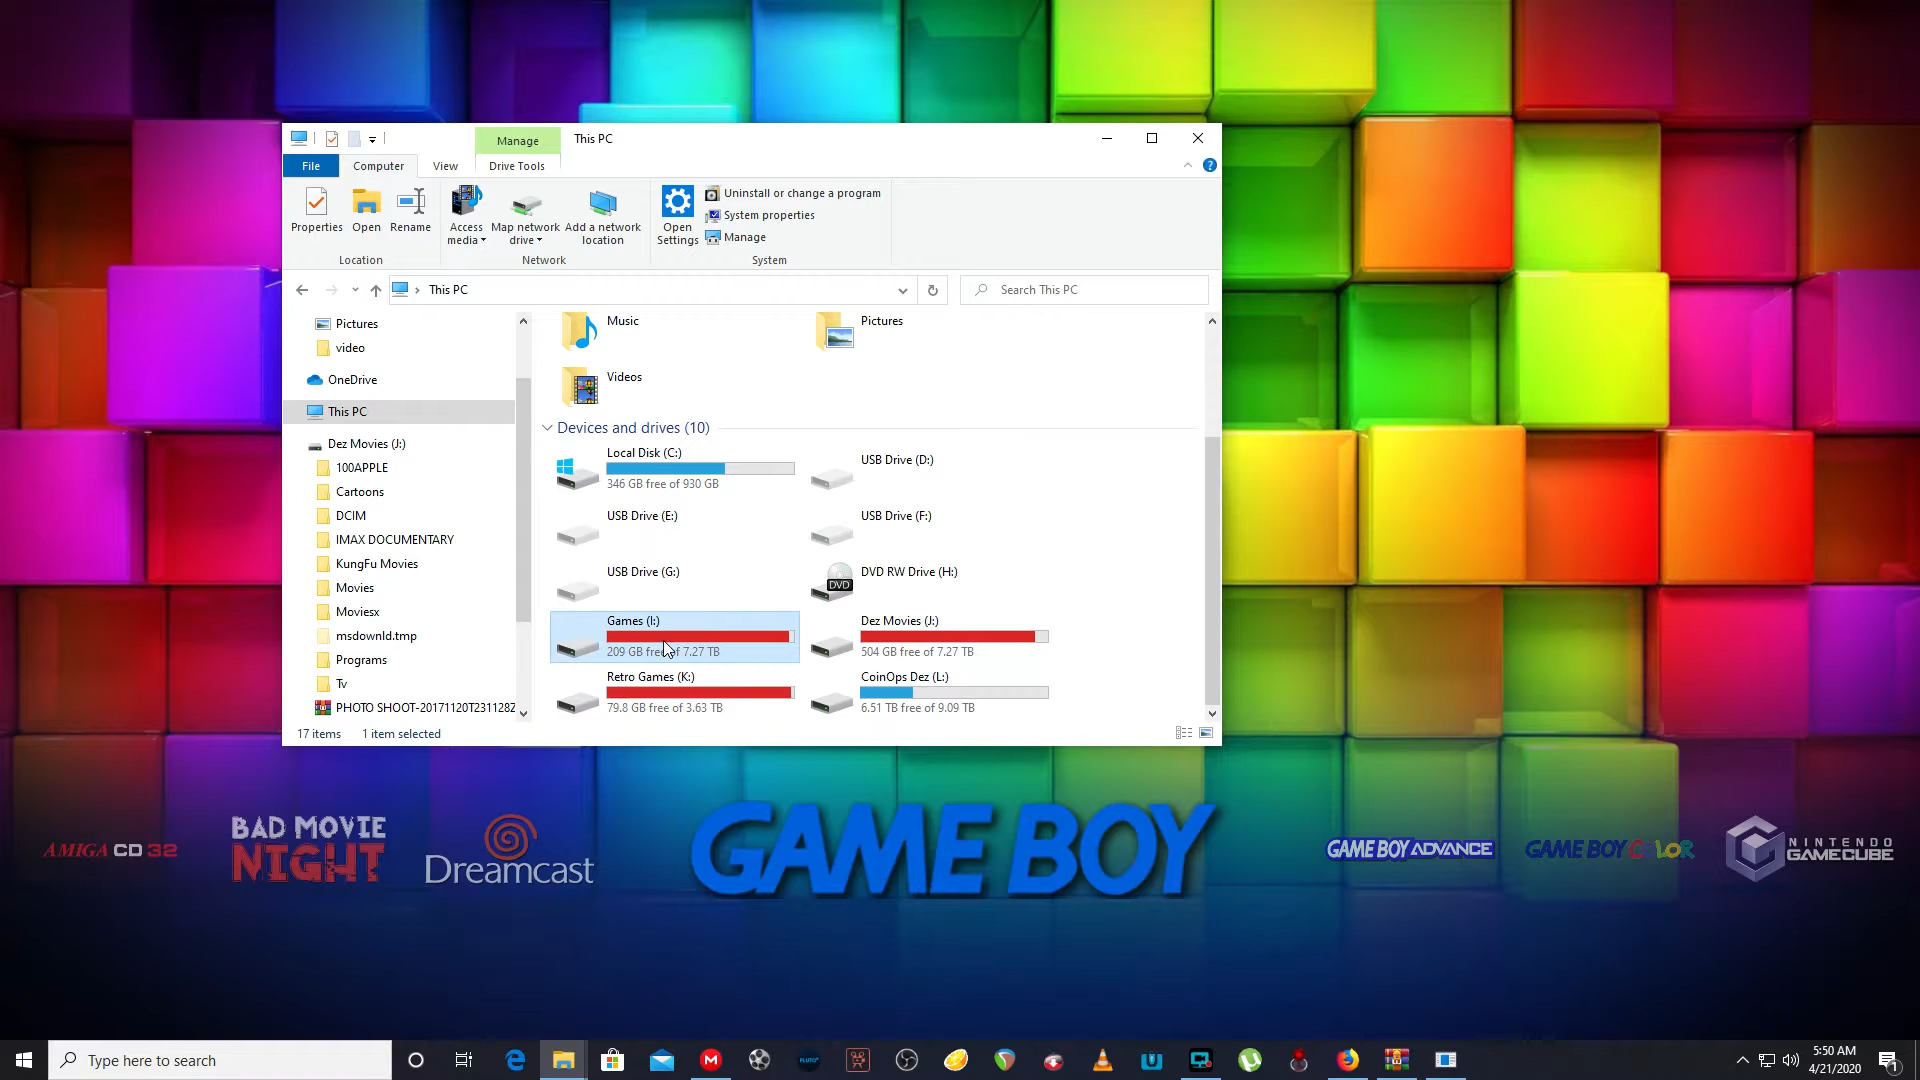 Manage
This PC
File
Computer
View
Drive Tools
Properties
Open
Rename
Access media
Map network drive
Add a network location
Open Settings
Uninstall or change a program
System properties
Manage
Location
Network
System
This PC
Search This PC
Pictures
video
OneDrive
This PC
Dez Movies (J:)
100APPLE
Cartoons
DCIM
IMAX DOCUMENTARY
KungFu Movies
Movies
Moviesx
msdownld.tmp
Programs
Tv
PHOTO SHOOT-20171120T231128Z
Music
Pictures
Videos
Devices and drives (10)
Local Disk (C:)
346 GB free of 930 GB
USB Drive (D:)
USB Drive (E:)
USB Drive (F:)
USB Drive (G:)
DVD RW Drive (H:)
DVD
Games (I:)
209 GB free of 7.27 TB
Dez Movies (J:)
504 GB free of 7.27 TB
Retro Games (K:)
79.8 GB free of 3.63 TB
CoinOps Dez (L:)
6.51 TB free of 9.09 TB
17 items
1 item selected
AMIGA CD 32
BAD MOVIE
NIGHT
Dreamcast
GAME BOY
GAME BOY ADVANCE
GAME BOY COLOR
NINTENDO
GAMECUBE
Type here to search
5:50 AM
4/21/2020
1